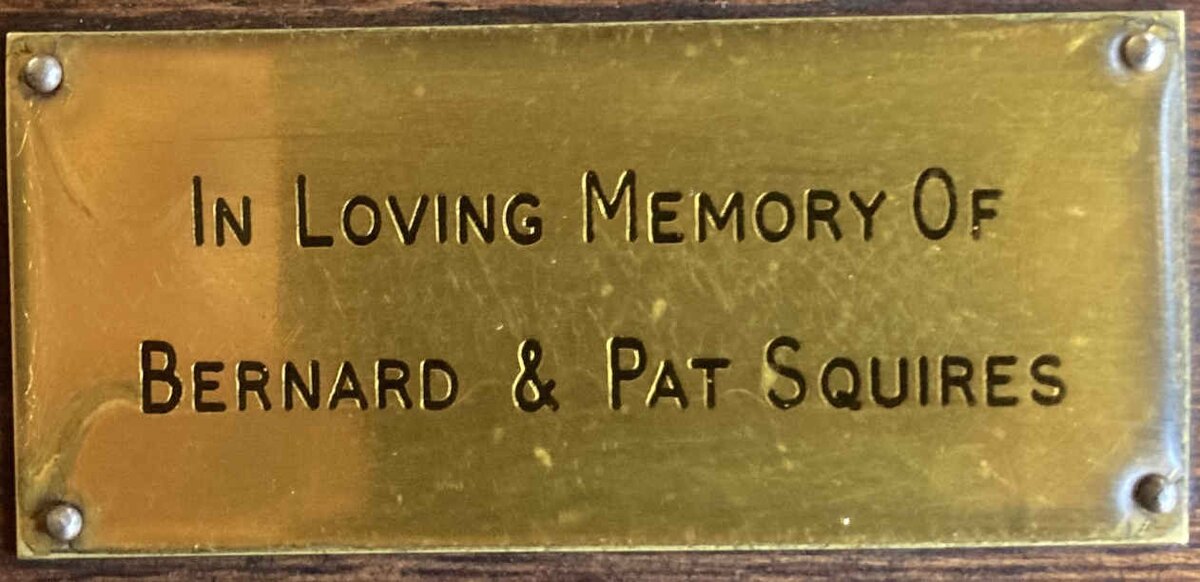 In Loving Memory Of
Bernard & Pat Squires